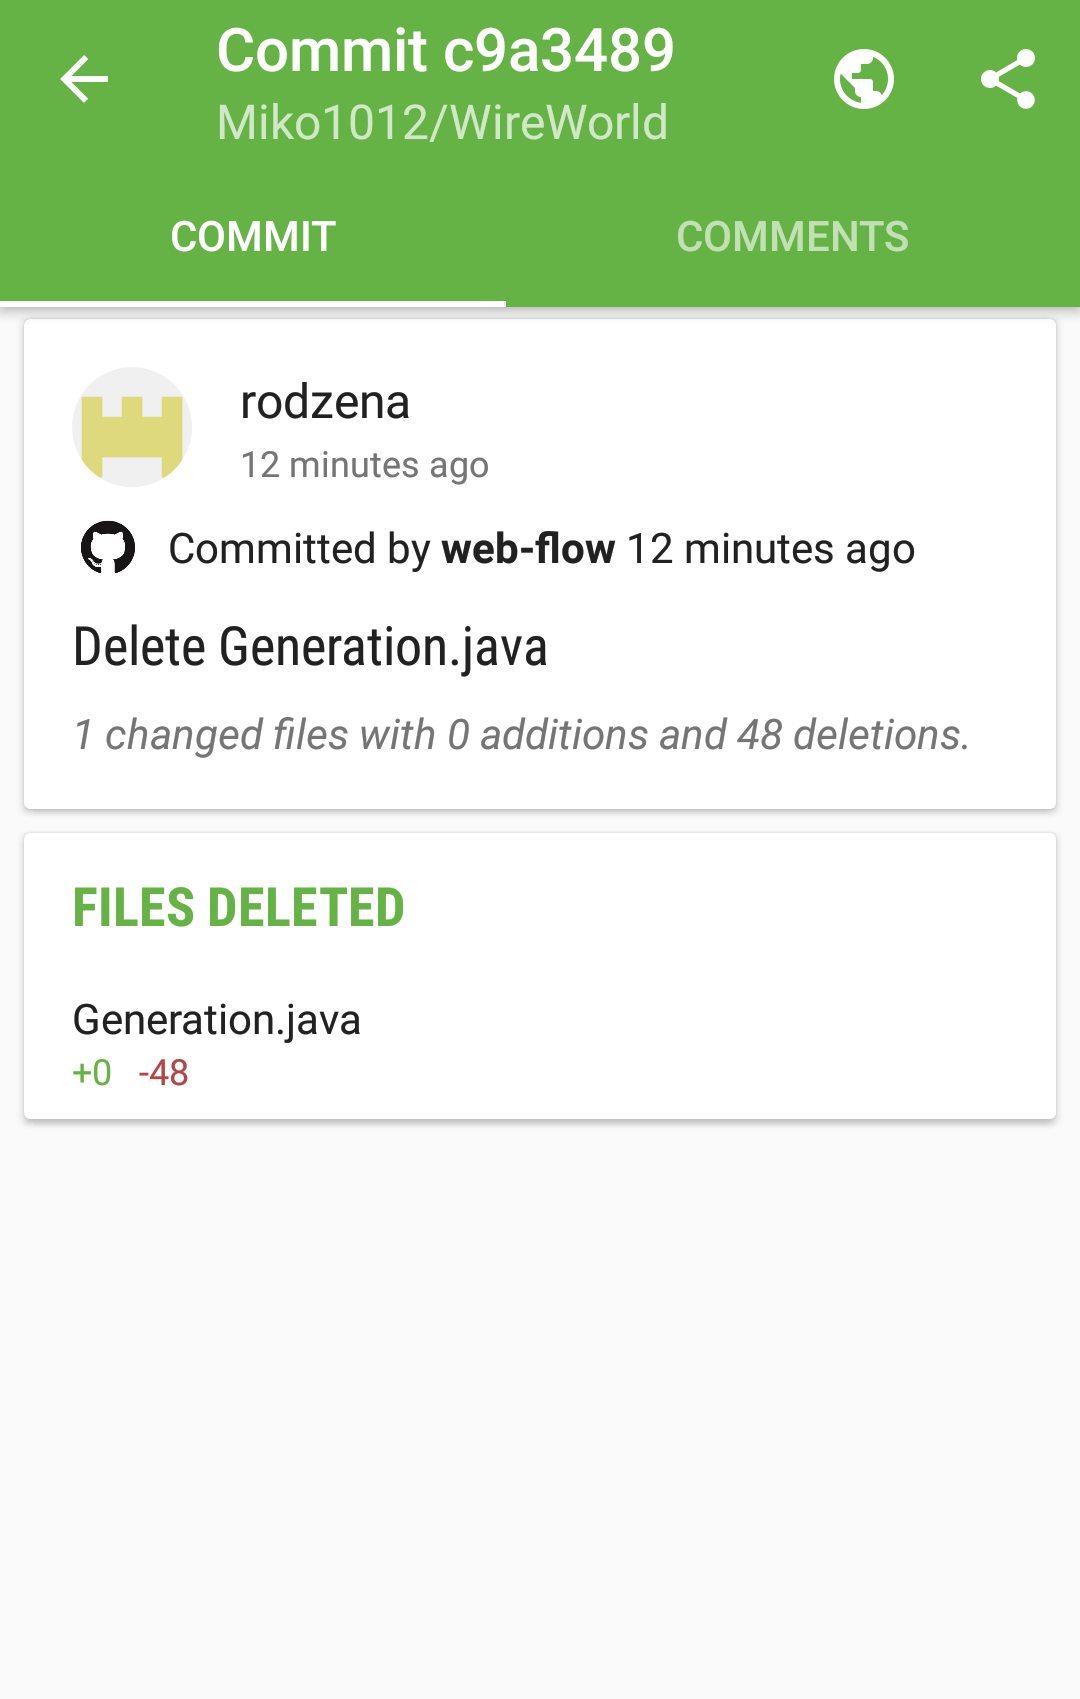 Commit c9a3489
Miko1012/WireWorld
COMMIT
COMMENTS
rodzena
12 minutes ago
Committed by web-flow 12 minutes ago
Delete Generation.java
1 changed files with 0 additions and 48 deletions.
FILES DELETED
Generation.java
+0 -48